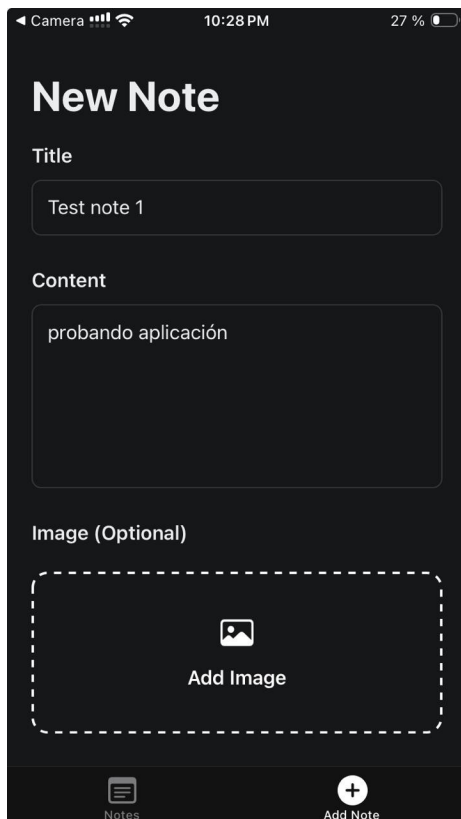 ◀ Camera 10:28 PM 27 %
New Note
Title
Test note 1
Content
probando aplicación
Image (Optional)
Add Image
Notes Add Note